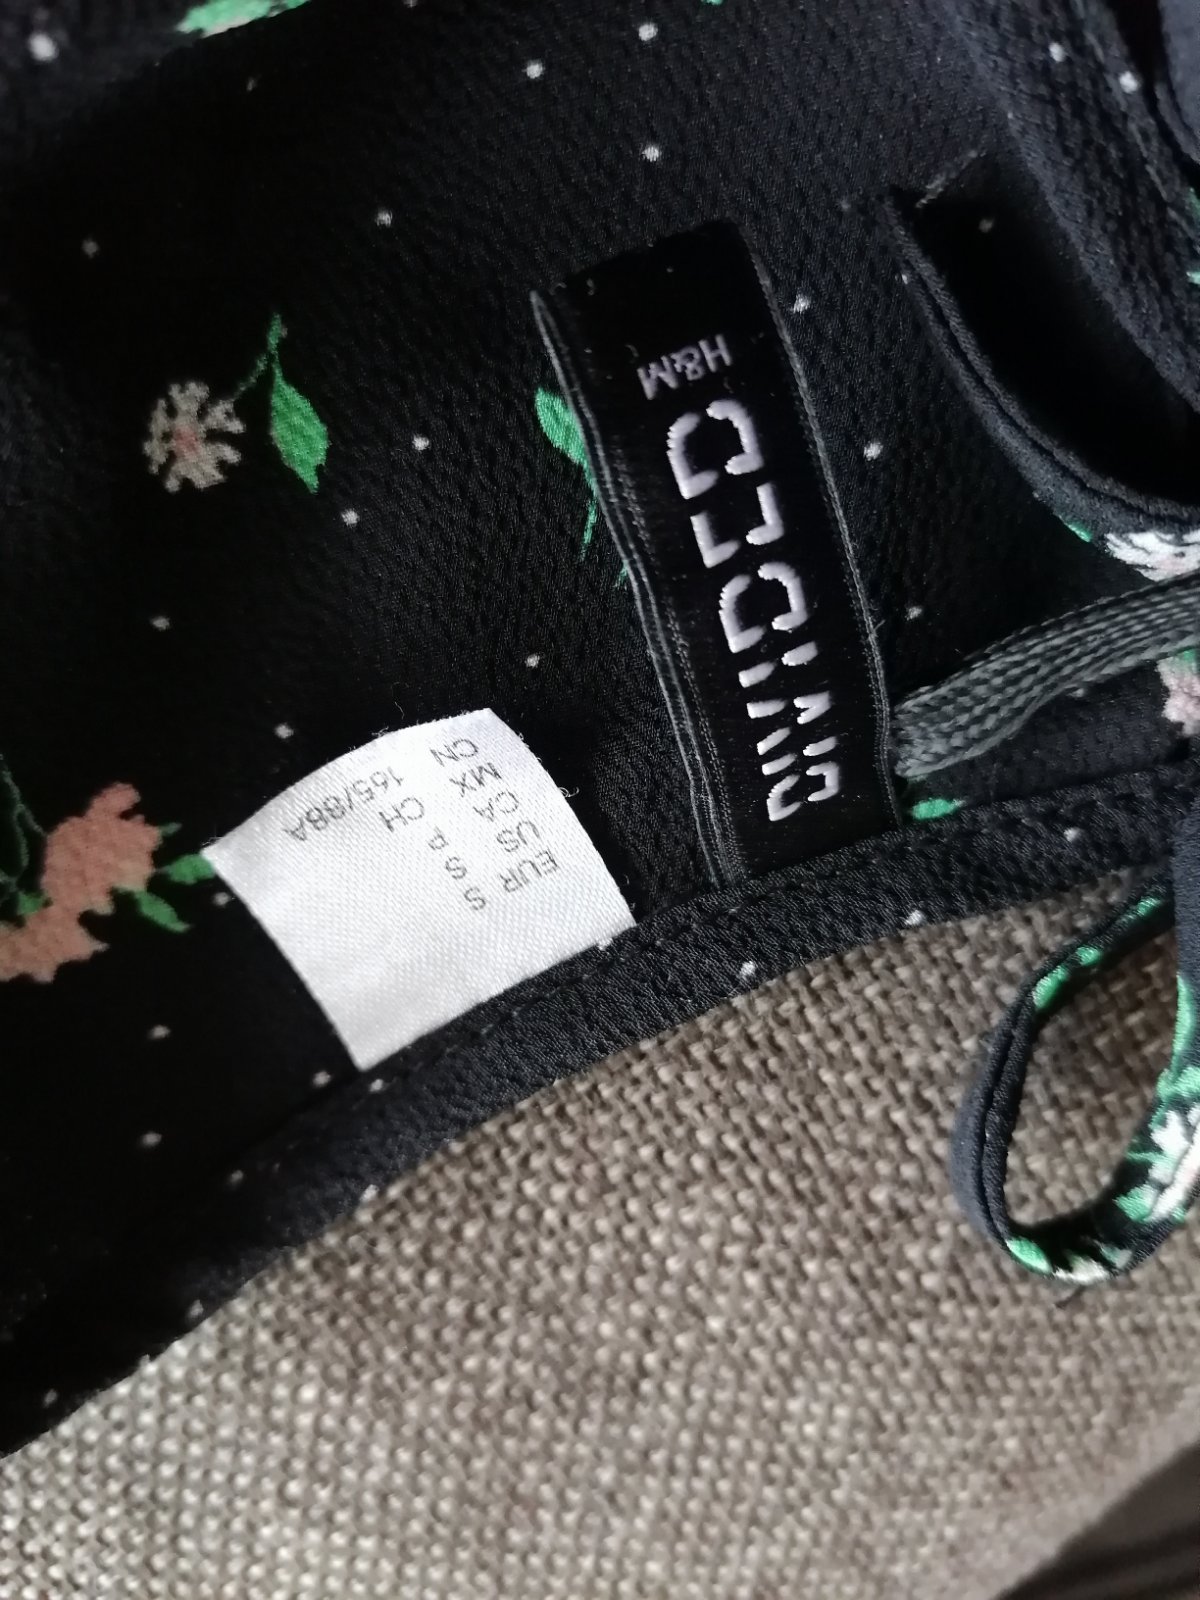 DIVIDED
H&M
EUR S
US S
CA P
MX CH
CN 165/88A